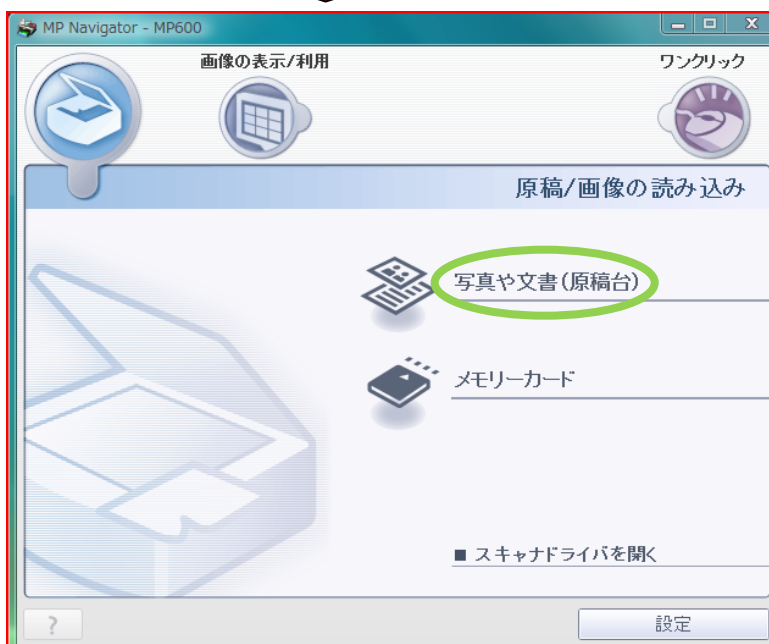 MP Navigator - MP600
画像の表示/利用
ワンクリック
原稿/画像の読み込み
写真や文書(原稿台)
メモリーカード
■ スキャナドライバを開く
?
設定